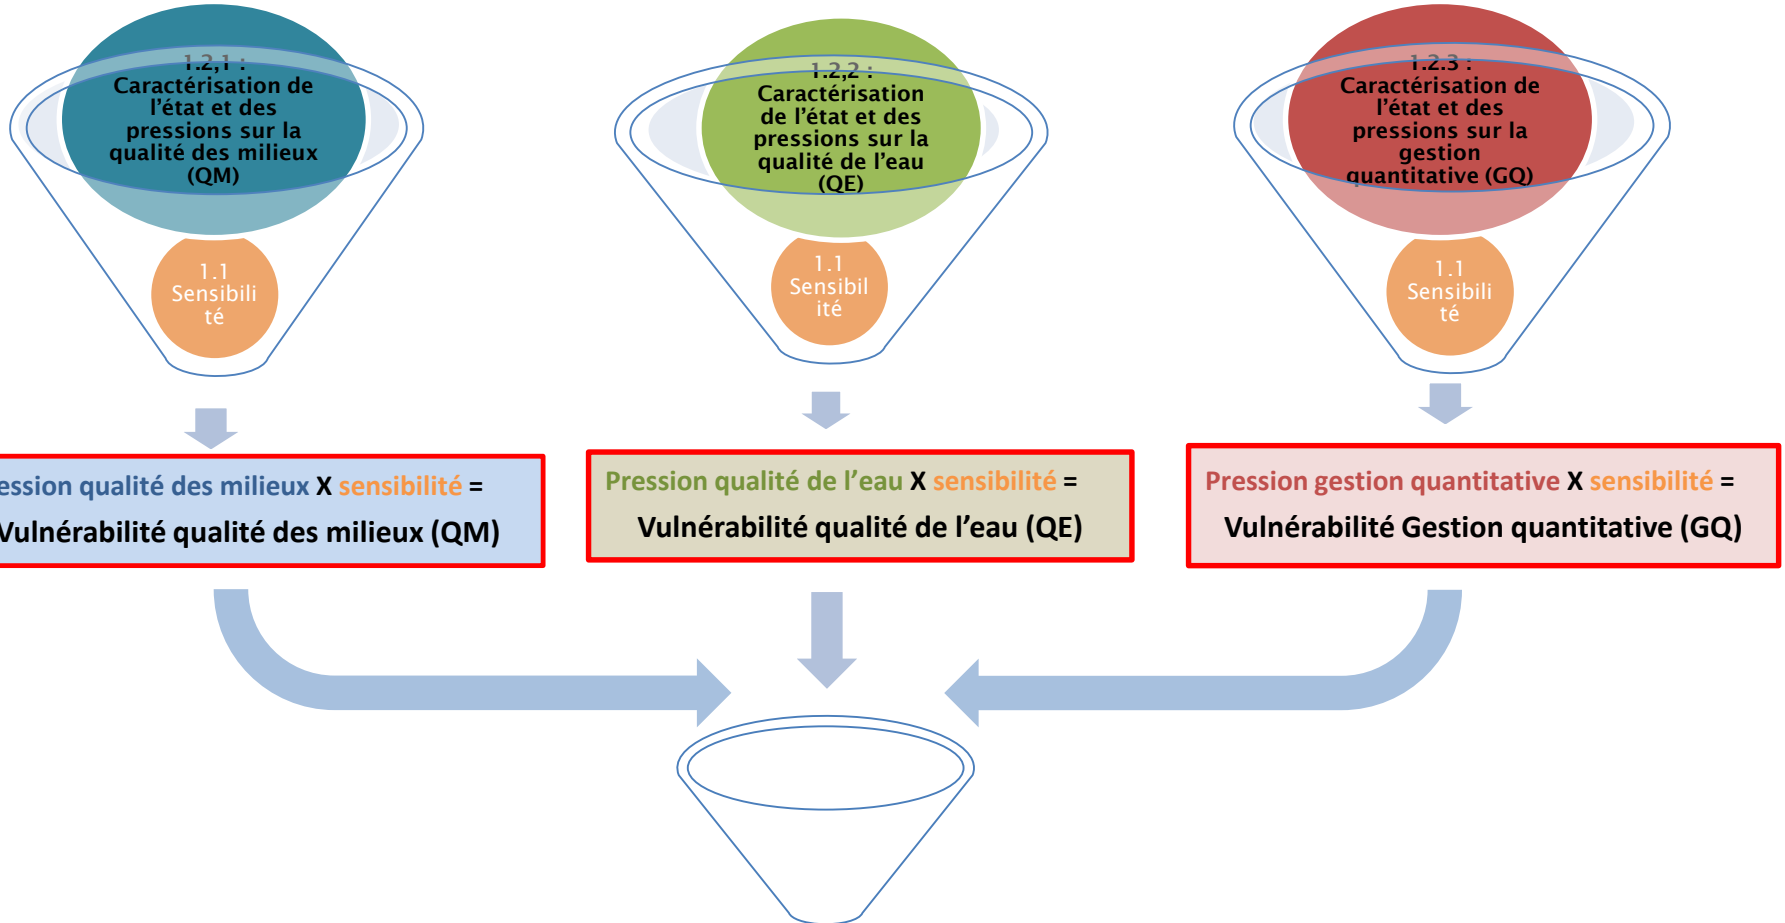 1.2,1 :
Caractérisation de
l'état et des
pressions sur la
qualité des milieux
(QM)
1.1
Sensibili
té
1.2,2 :
Caractérisation
de l'état et des
pressions sur la
qualité de l'eau
(QE)
1.1
Sensibil
ité
1.2.3 :
Caractérisation de
l'état et des
pressions sur la
gestion
quantitative (GQ)
1.1
Sensibili
té
ession qualité des milieux X sensibilité =
Vulnérabilité qualité des milieux (QM)
Pression qualité de l'eau X sensibilité =
Vulnérabilité qualité de l'eau (QE)
Pression gestion quantitative X sensibilité =
Vulnérabilité Gestion quantitative (GQ)